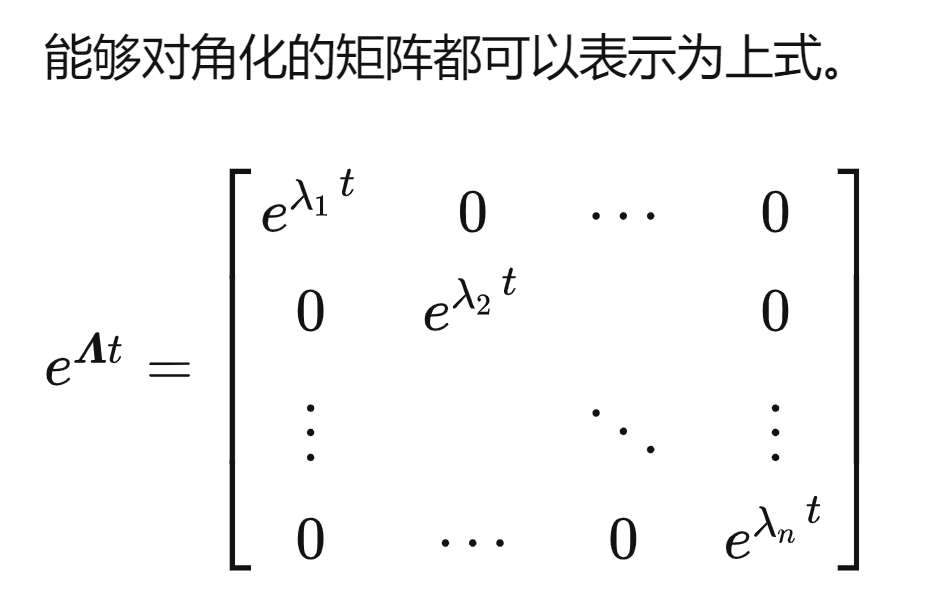 能够对角化的矩阵都可以表示为上式。
$$e^{\boldsymbol{\Lambda} t} = \begin{bmatrix} e^{\lambda_1 t} & 0 & \cdots & 0 \\ 0 & e^{\lambda_2 t} & & 0 \\ \vdots & & \ddots & \vdots \\ 0 & \cdots & 0 & e^{\lambda_n t} \end{bmatrix}$$